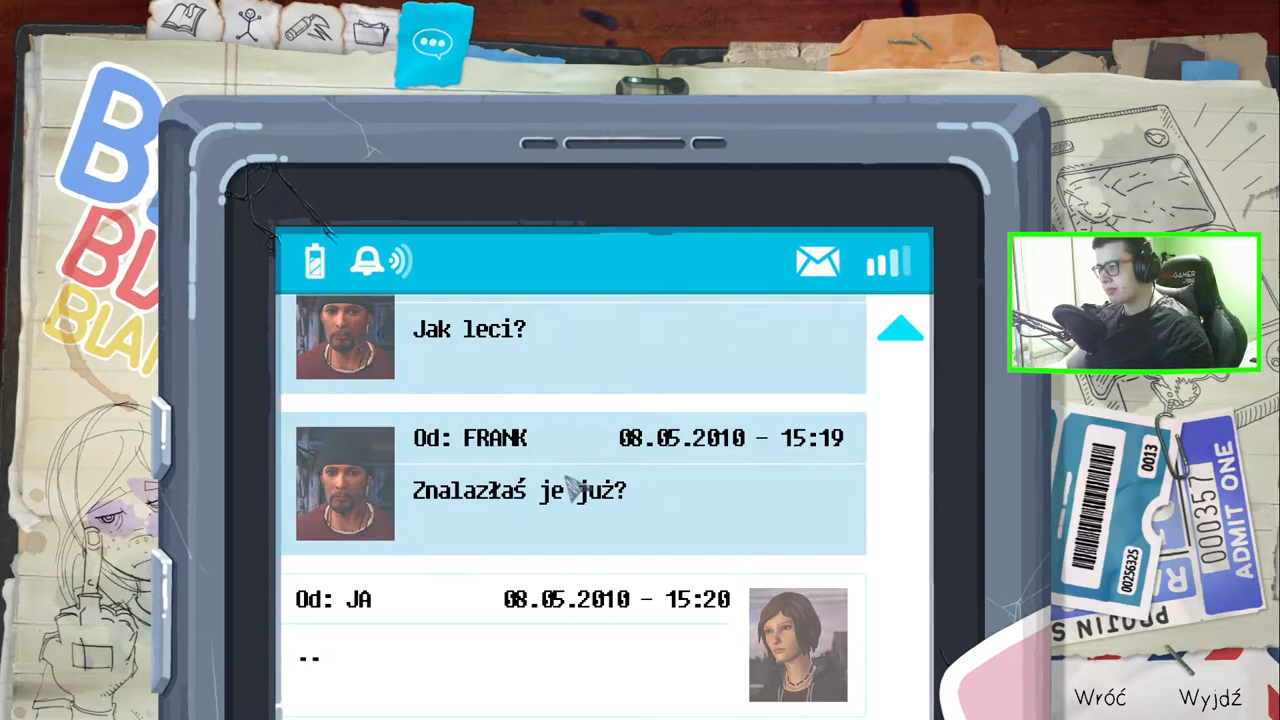 Jak leci?
Od: FRANK 08.05.2010 - 15:19
Znalazłaś je już?
Od: JA 08.05.2010 - 15:20
..
0013
00256325
000357
ADMIT ONE
Wróć Wyjdź